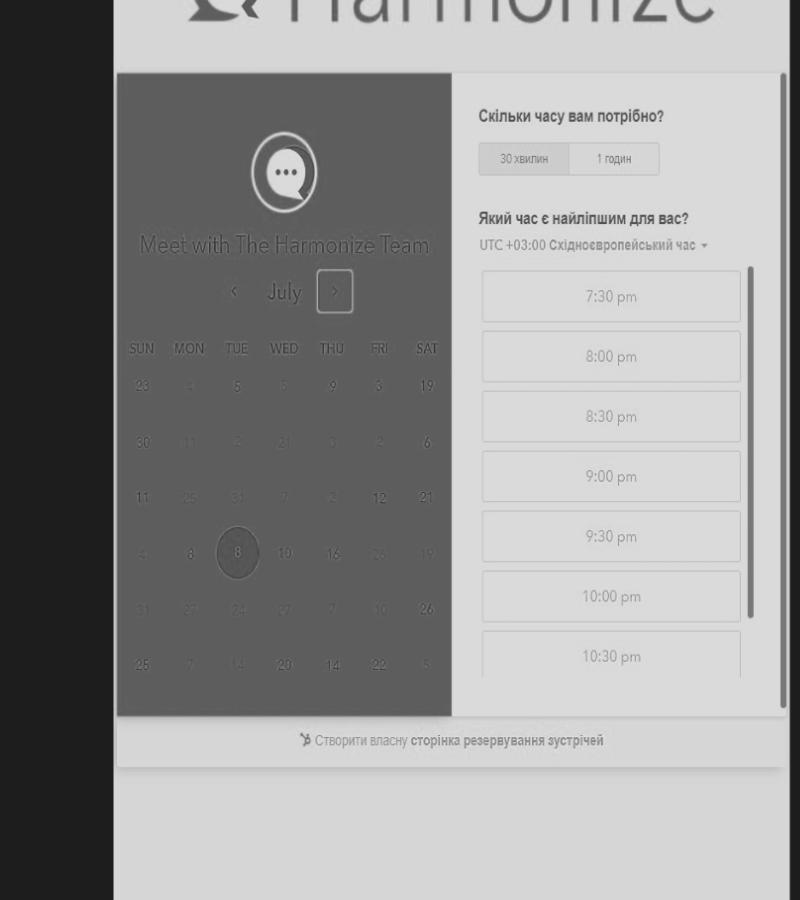 Harmonize
Meet with The Harmonize Team
July
SUN MON TUE WED THU FRI SAT
23 4 5 9 3 19
30 11 2 21 3 2 6
11 25 31 7 2 12 21
4 8 8 10 16 26 19
31 27 24 27 7 10 26
25 7 14 20 14 22 5
Скільки часу вам потрібно?
30 хвилин 1 годин
Який час є найліпшим для вас?
UTC +03:00 Східноєвропейський час
7:30 pm
8:00 pm
8:30 pm
9:00 pm
9:30 pm
10:00 pm
10:30 pm
Створити власну сторінка резервування зустрічей